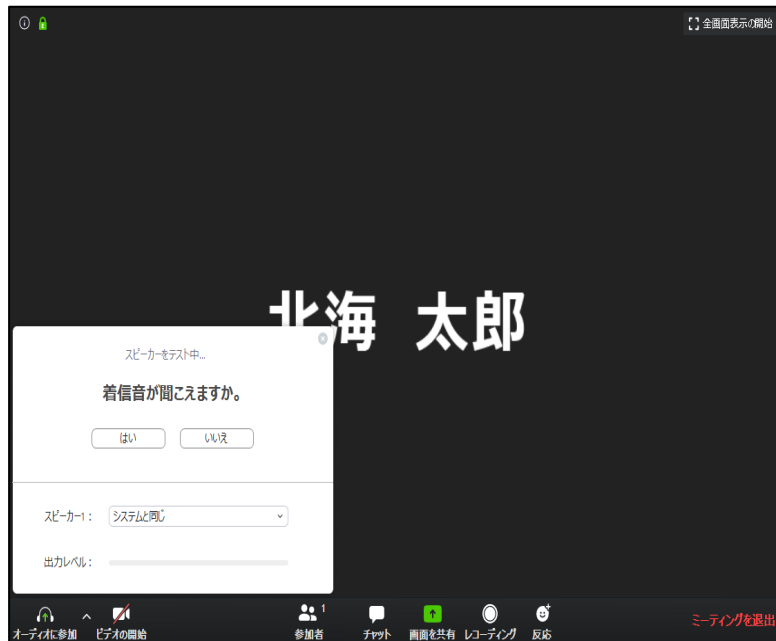 全画面表示の開始
北海 太郎
スピーカーをテスト中...
着信音が聞こえますか。
はい いいえ
スピーカー1： システムと同じ
出力レベル：
1
オーディオに参加 ビデオの開始 参加者 チャット 画面を共有 レコーディング 反応 ミーティングを退出